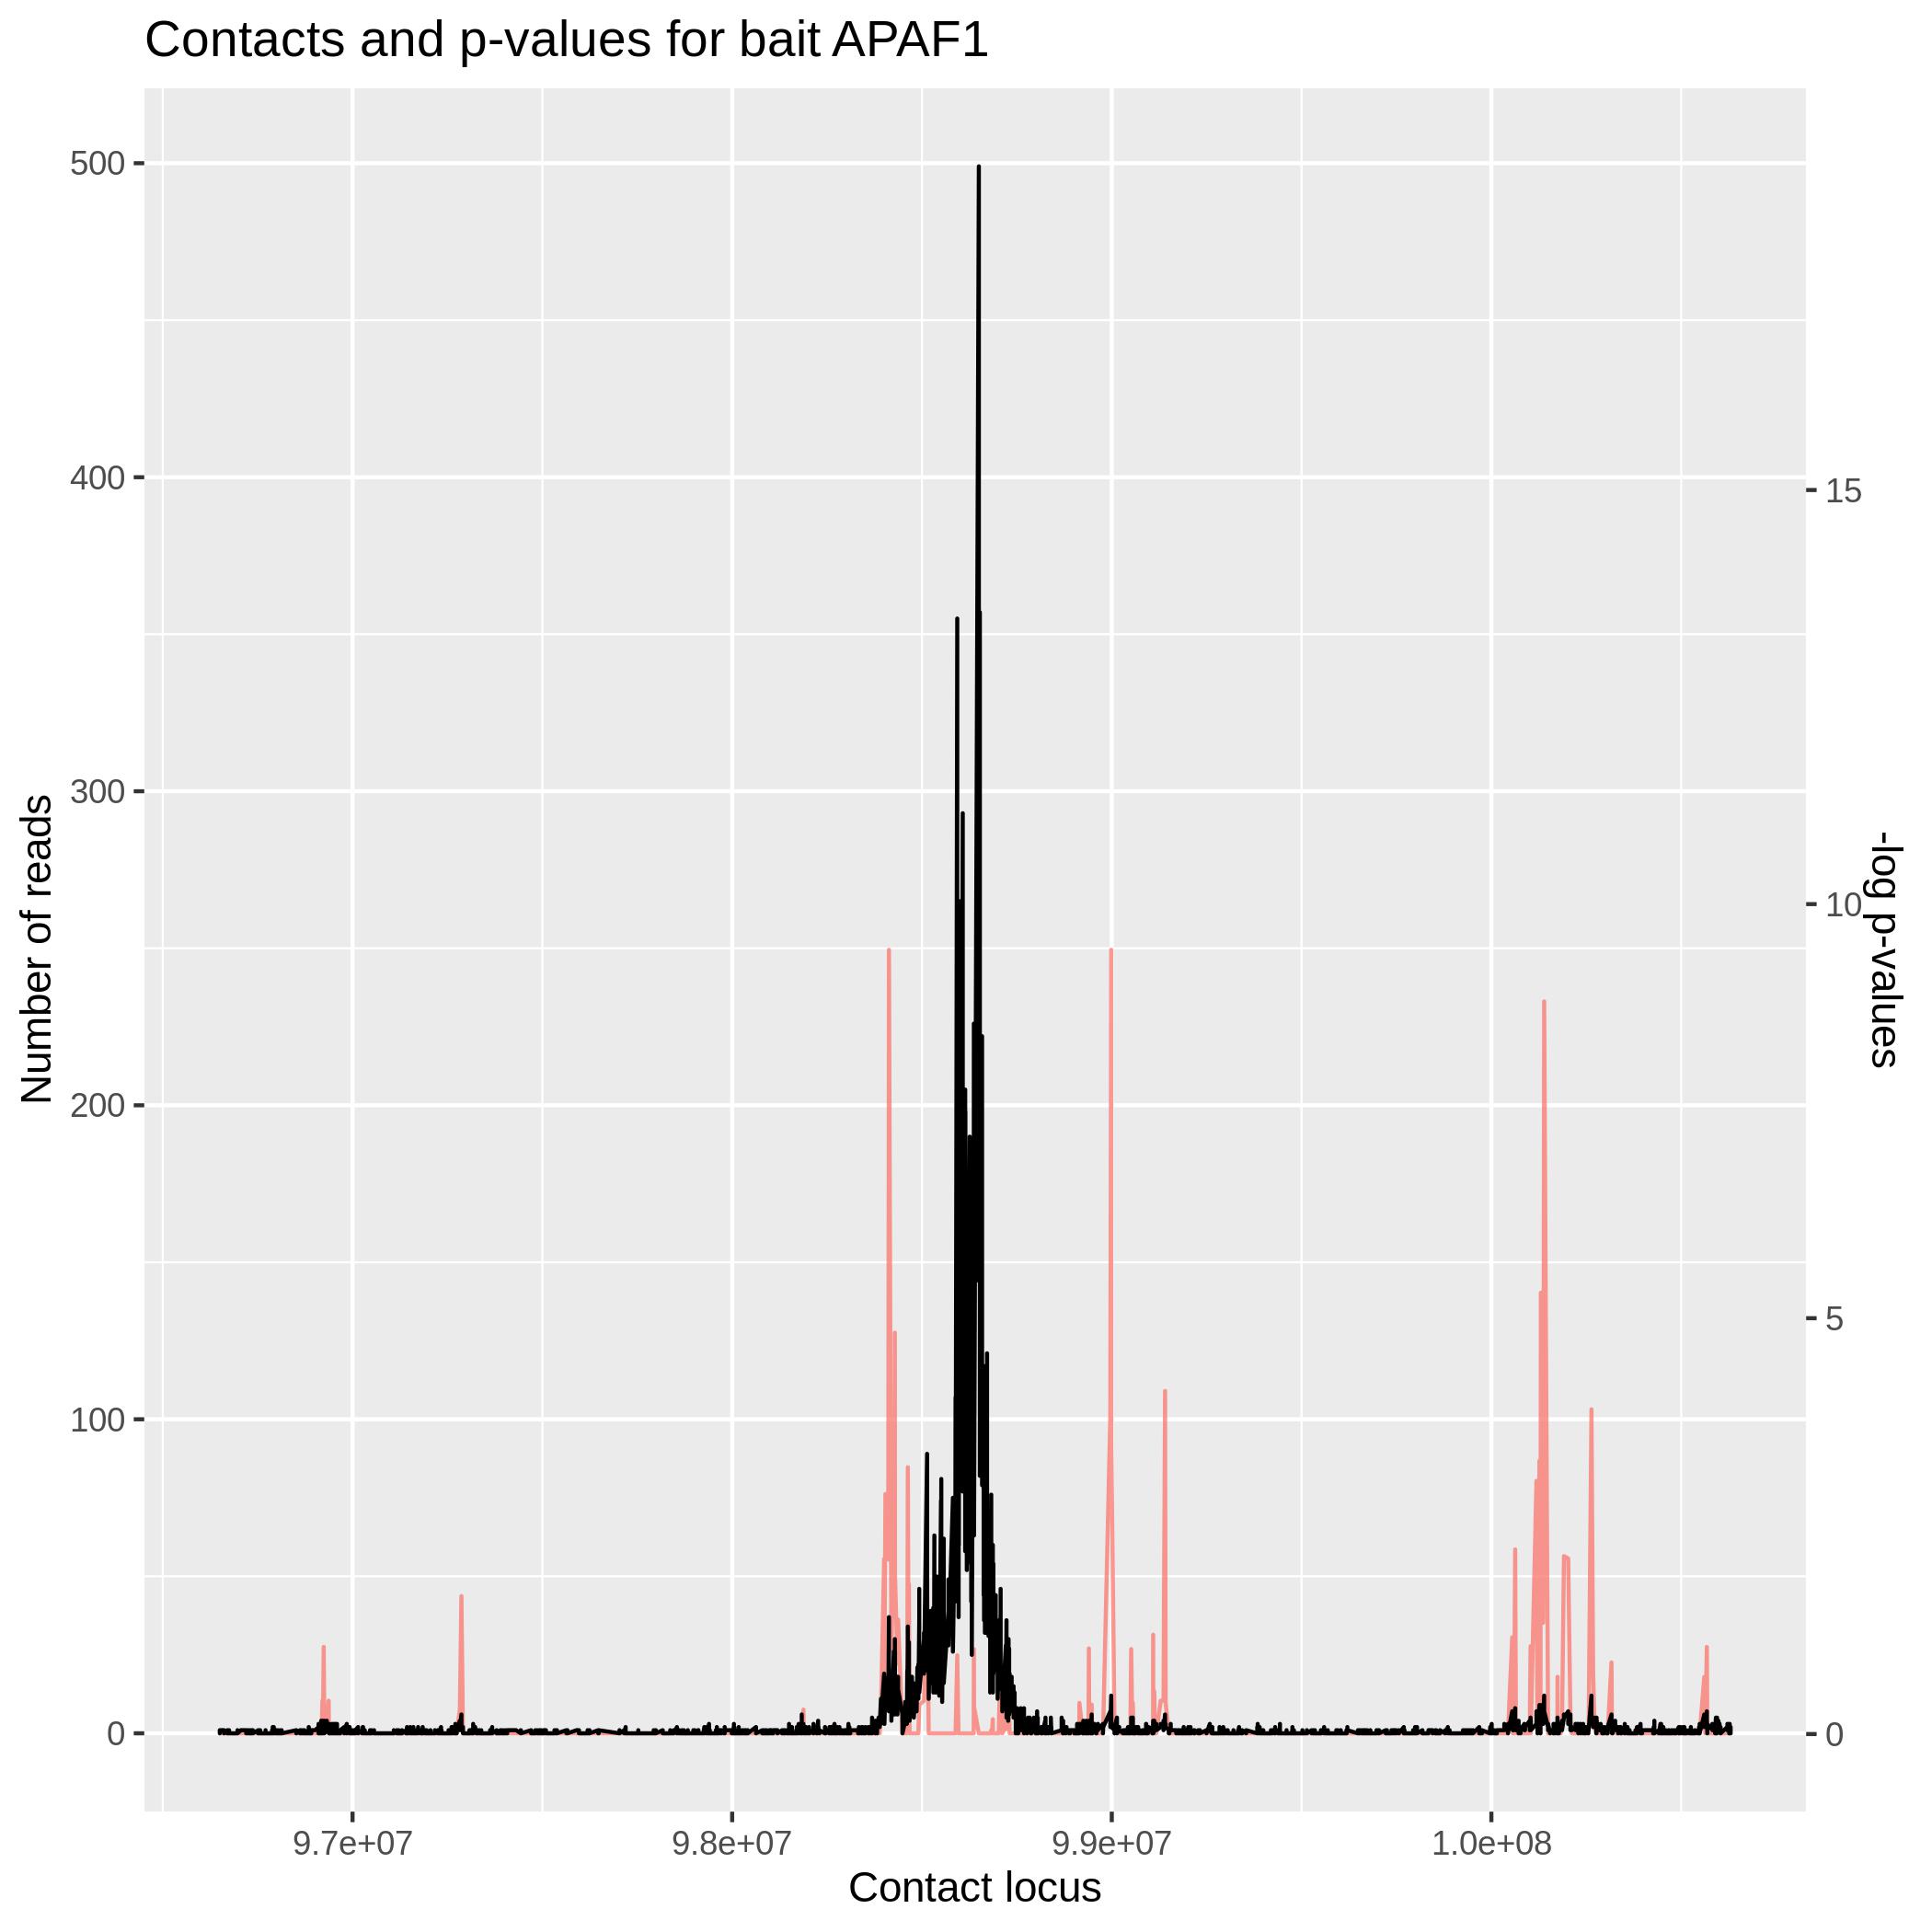 Contacts and p-values for bait APAF1
500
400
300
200
100
0
Number of reads
15
10
5
0
-log p-values
9.7e+07
9.8e+07
9.9e+07
1.0e+08
Contact locus